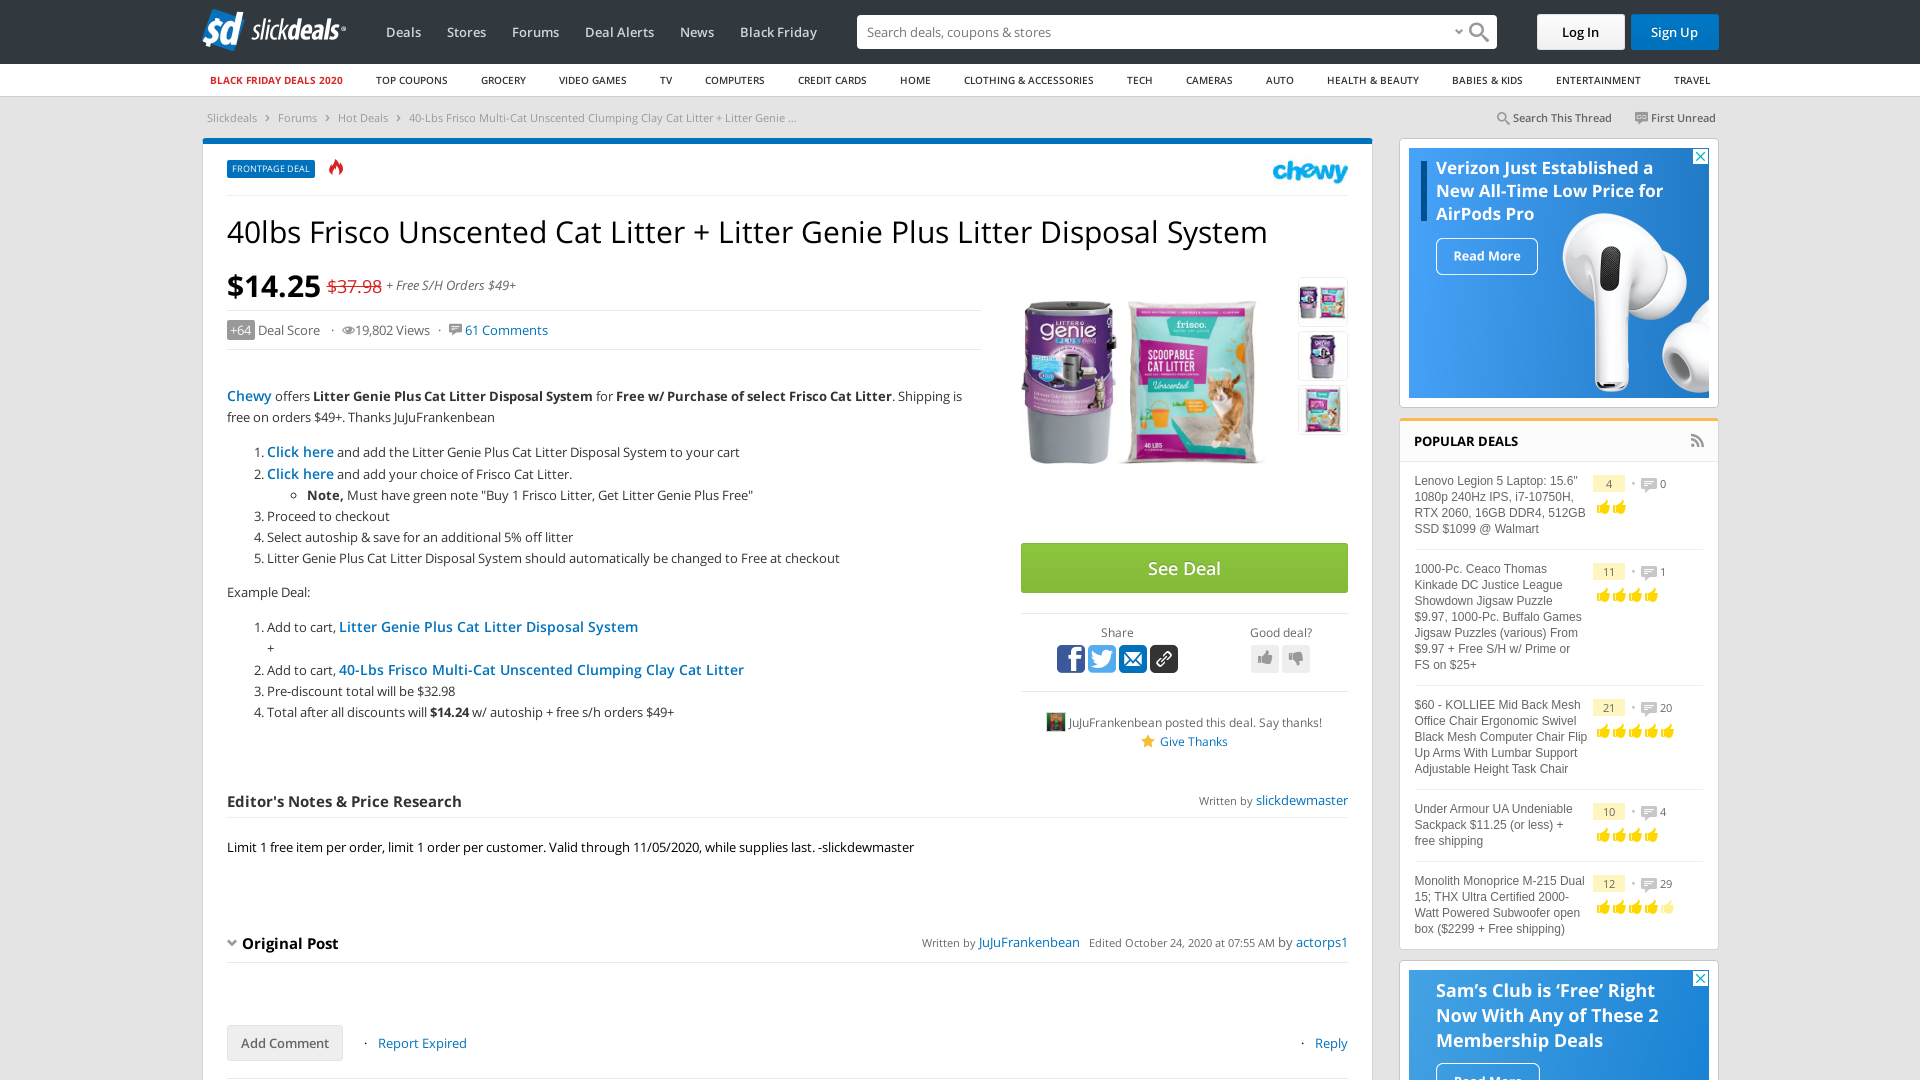 slickdeals
Deals
Stores
Forums
Deal Alerts
News
Black Friday
Search deals, coupons & stores
Log In
Sign Up
BLACK FRIDAY DEALS 2020
TOP COUPONS
GROCERY
VIDEO GAMES
TV
COMPUTERS
CREDIT CARDS
HOME
CLOTHING & ACCESSORIES
TECH
CAMERAS
AUTO
HEALTH & BEAUTY
BABIES & KIDS
ENTERTAINMENT
TRAVEL
Slickdeals > Forums > Hot Deals > 40-Lbs Frisco Multi-Cat Unscented Clumping Clay Cat Litter + Litter Genie ...
Search This Thread
First Unread
FRONTPAGE DEAL
chewy
40lbs Frisco Unscented Cat Litter + Litter Genie Plus Litter Disposal System
$14.25 $37.98 + Free S/H Orders $49+
+64 Deal Score · 19,802 Views · 61 Comments
Chewy offers Litter Genie Plus Cat Litter Disposal System for Free w/ Purchase of select Frisco Cat Litter. Shipping is
free on orders $49+. Thanks JuJuFrankenbean
1. Click here and add the Litter Genie Plus Cat Litter Disposal System to your cart
2. Click here and add your choice of Frisco Cat Litter.
Note, Must have green note "Buy 1 Frisco Litter, Get Litter Genie Plus Free"
3. Proceed to checkout
4. Select autoship & save for an additional 5% off litter
5. Litter Genie Plus Cat Litter Disposal System should automatically be changed to Free at checkout
Example Deal:
1. Add to cart, Litter Genie Plus Cat Litter Disposal System
+
2. Add to cart, 40-Lbs Frisco Multi-Cat Unscented Clumping Clay Cat Litter
3. Pre-discount total will be $32.98
4. Total after all discounts will $14.24 w/ autoship + free s/h orders $49+
LITTER
genie
PLUS
frisco.
SCOOPABLE
CAT LITTER
Unscented
40 LBS
See Deal
Share
Good deal?
JuJuFrankenbean posted this deal. Say thanks!
Give Thanks
Editor's Notes & Price Research
Written by slickdewmaster
Limit 1 free item per order, limit 1 order per customer. Valid through 11/05/2020, while supplies last. -slickdewmaster
Original Post
Written by JuJuFrankenbean Edited October 24, 2020 at 07:55 AM by actorps1
Add Comment
· Report Expired
· Reply
Verizon Just Established a
New All-Time Low Price for
AirPods Pro
Read More
POPULAR DEALS
Lenovo Legion 5 Laptop: 15.6"
1080p 240Hz IPS, i7-10750H,
RTX 2060, 16GB DDR4, 512GB
SSD $1099 @ Walmart
4 • 0
1000-Pc. Ceaco Thomas
Kinkade DC Justice League
Showdown Jigsaw Puzzle
$9.97, 1000-Pc. Buffalo Games
Jigsaw Puzzles (various) From
$9.97 + Free S/H w/ Prime or
FS on $25+
11 • 1
$60 - KOLLIEE Mid Back Mesh
Office Chair Ergonomic Swivel
Black Mesh Computer Chair Flip
Up Arms With Lumbar Support
Adjustable Height Task Chair
21 • 20
Under Armour UA Undeniable
Sackpack $11.25 (or less) +
free shipping
10 • 4
Monolith Monoprice M-215 Dual
15; THX Ultra Certified 2000-
Watt Powered Subwoofer open
box ($2299 + Free shipping)
12 • 29
Sam's Club is ‘Free’ Right
Now With Any of These 2
Membership Deals
Read More